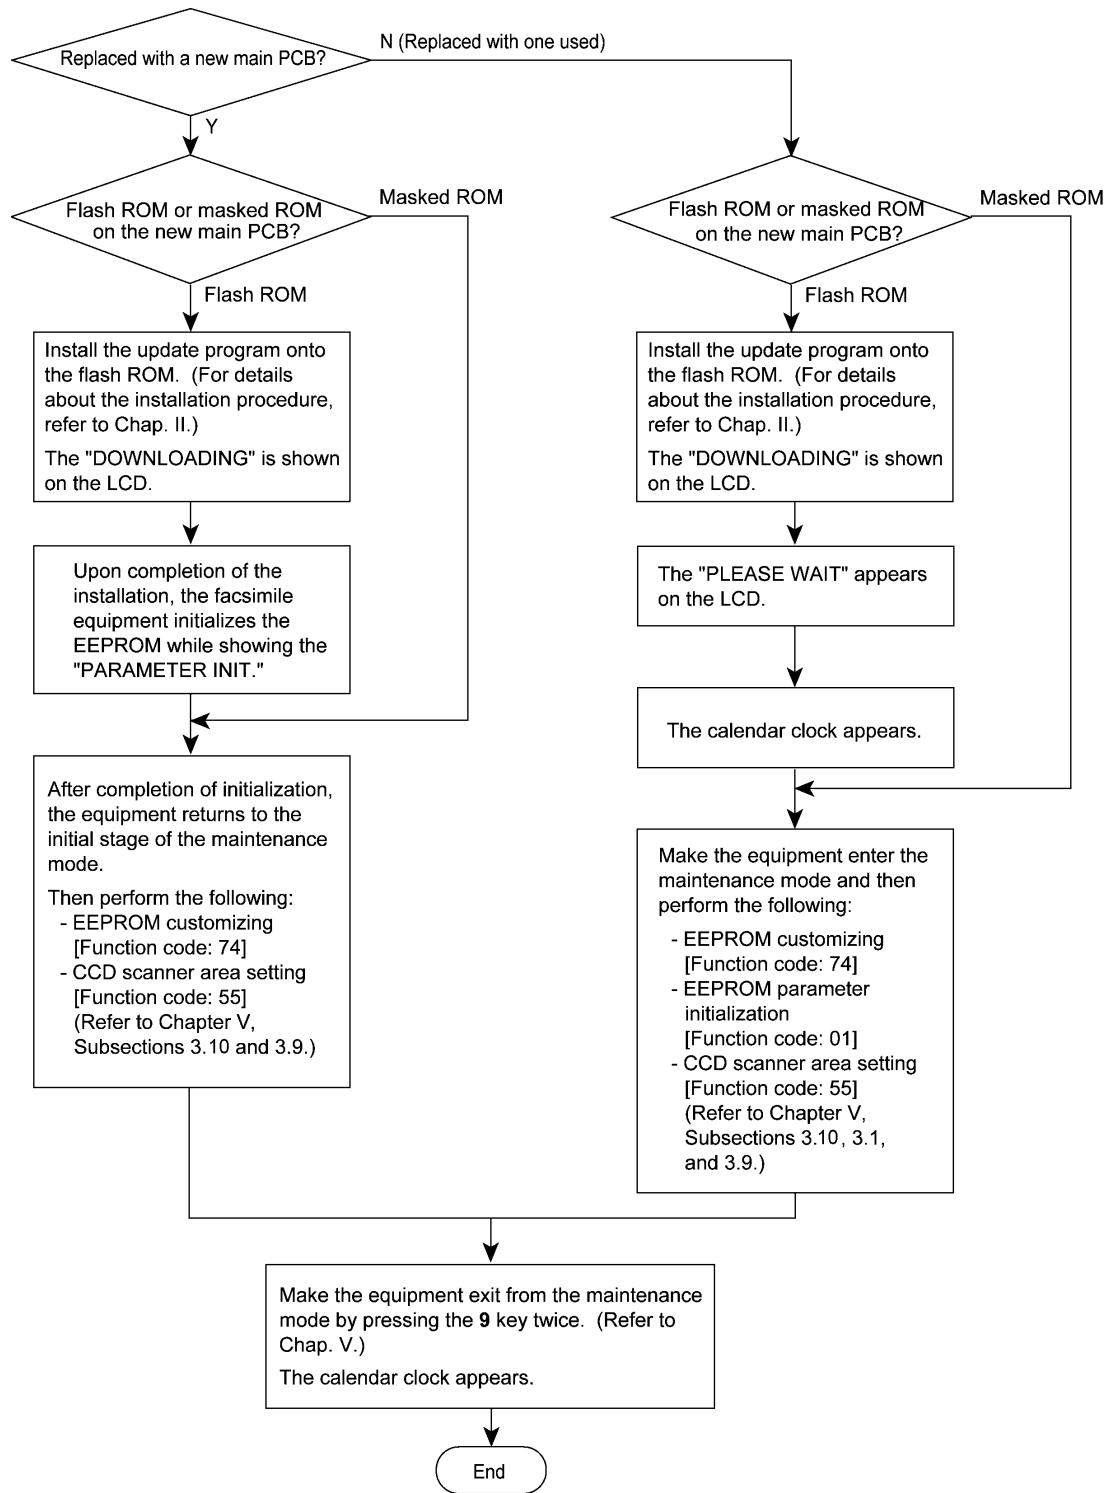 Replaced with a new main PCB?
N (Replaced with one used)
Y
Flash ROM or masked ROM
on the new main PCB?
Masked ROM
Flash ROM
Install the update program onto
the flash ROM. (For details
about the installation procedure,
refer to Chap. II.)
The "DOWNLOADING" is shown
on the LCD.
Upon completion of the
installation, the facsimile
equipment initializes the
EEPROM while showing the
"PARAMETER INIT."
After completion of initialization,
the equipment returns to the
initial stage of the maintenance
mode.
Then perform the following:
- EEPROM customizing
[Function code: 74]
- CCD scanner area setting
[Function code: 55]
(Refer to Chapter V,
Subsections 3.10 and 3.9.)
Flash ROM or masked ROM
on the new main PCB?
Masked ROM
Flash ROM
Install the update program onto
the flash ROM. (For details
about the installation procedure,
refer to Chap. II.)
The "DOWNLOADING" is shown
on the LCD.
The "PLEASE WAIT" appears
on the LCD.
The calendar clock appears.
Make the equipment enter the
maintenance mode and then
perform the following:
- EEPROM customizing
[Function code: 74]
- EEPROM parameter
initialization
[Function code: 01]
- CCD scanner area setting
[Function code: 55]
(Refer to Chapter V,
Subsections 3.10, 3.1,
and 3.9.)
Make the equipment exit from the maintenance
mode by pressing the 9 key twice. (Refer to
Chap. V.)
The calendar clock appears.
End